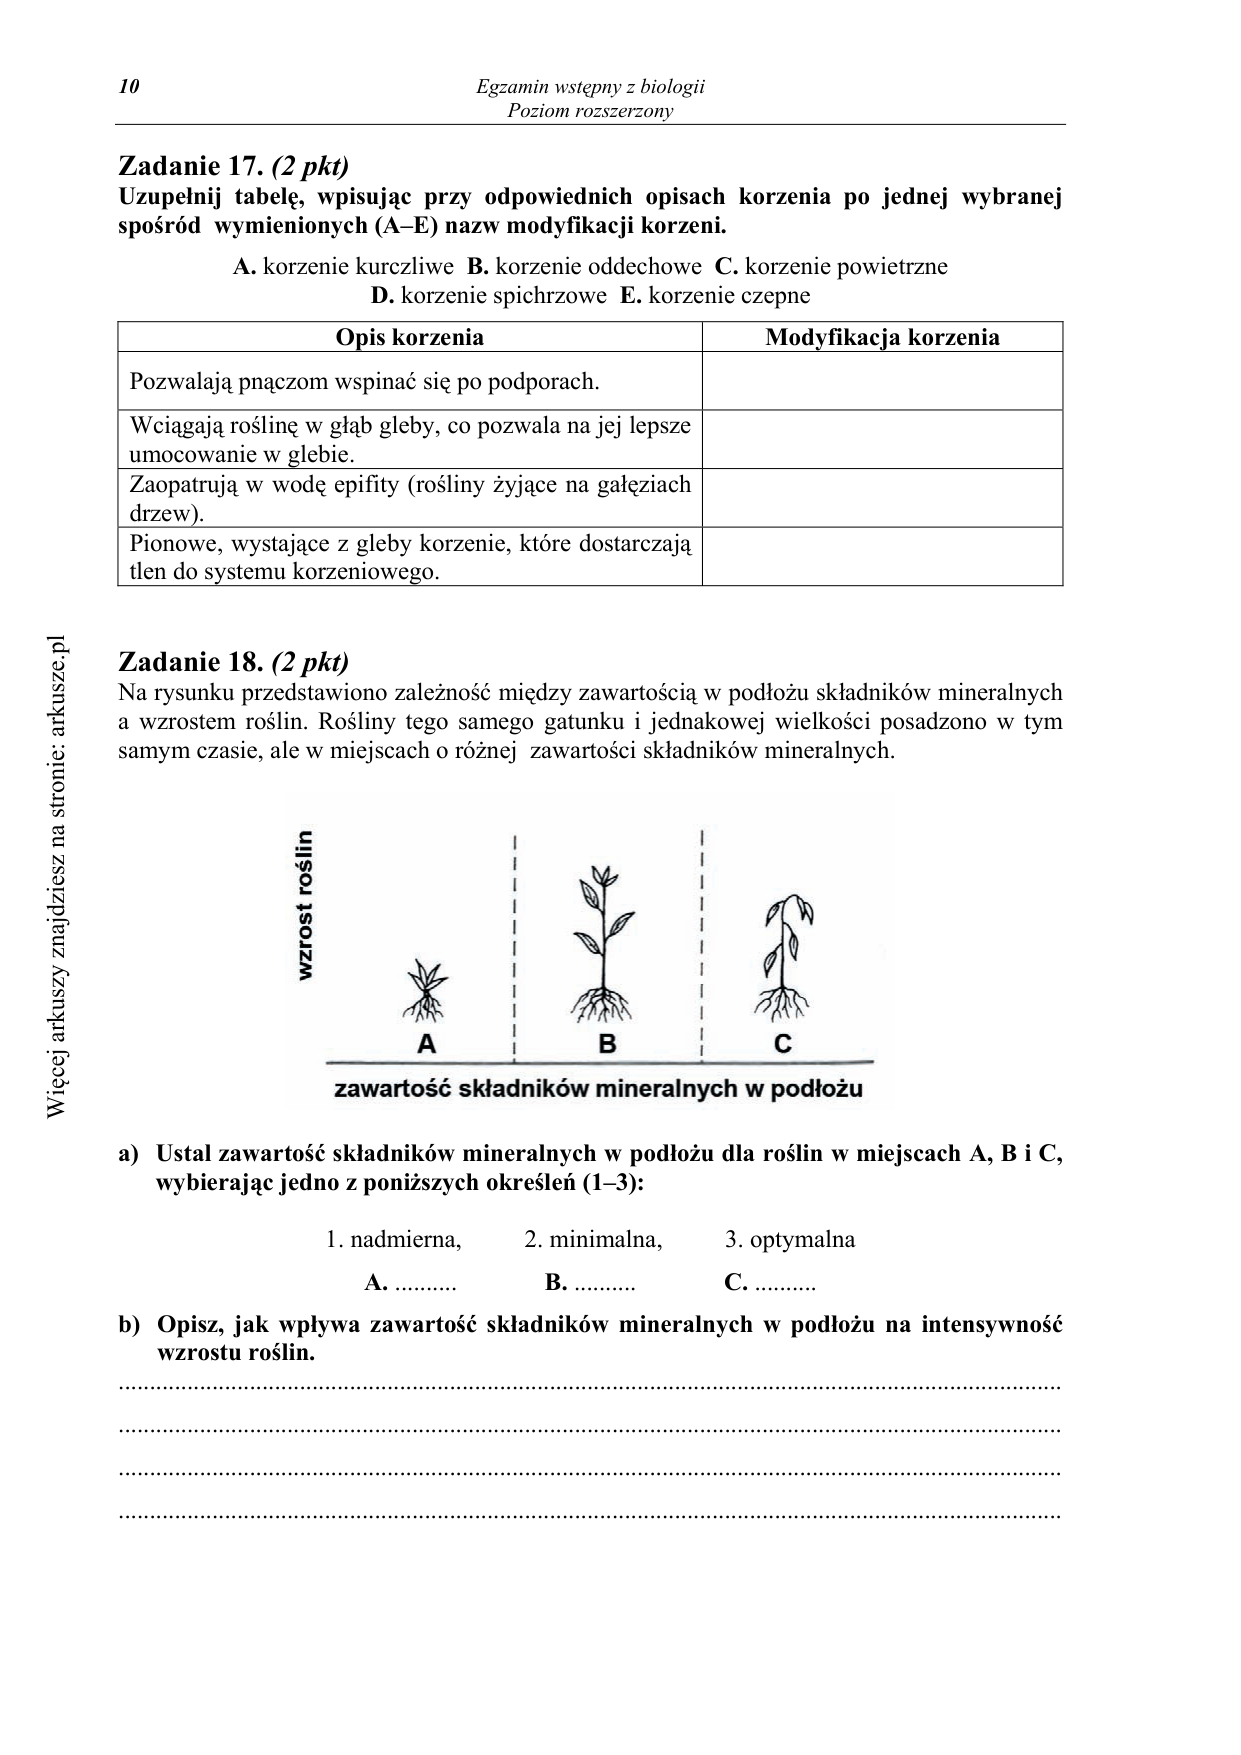 10
Egzamin wstępny z biologii
Poziom rozszerzony
Zadanie 17. (2 pkt)
Uzupełnij tabelę, wpisując przy odpowiednich opisach korzenia po jednej wybranej
spośród wymienionych (A–E) nazw modyfikacji korzeni.
A. korzenie kurczliwe B. korzenie oddechowe C. korzenie powietrzne
D. korzenie spichrzowe E. korzenie czepne
Opis korzenia Modyfikacja korzenia
Pozwalają pnączom wspinać się po podporach.
Wciągają roślinę w głąb gleby, co pozwala na jej lepsze
umocowanie w glebie.
Zaopatrują w wodę epifity (rośliny żyjące na gałęziach
drzew).
Pionowe, wystające z gleby korzenie, które dostarczają
tlen do systemu korzeniowego.
Więcej arkuszy znajdziesz na stronie: arkusze.pl
Zadanie 18. (2 pkt)
Na rysunku przedstawiono zależność między zawartością w podłożu składników mineralnych
a wzrostem roślin. Rośliny tego samego gatunku i jednakowej wielkości posadzono w tym
samym czasie, ale w miejscach o różnej zawartości składników mineralnych.
wzrost roślin
A B C
zawartość składników mineralnych w podłożu
a) Ustal zawartość składników mineralnych w podłożu dla roślin w miejscach A, B i C,
wybierając jedno z poniższych określeń (1–3):
1. nadmierna, 2. minimalna, 3. optymalna
A. .......... B. .......... C. ..........
b) Opisz, jak wpływa zawartość składników mineralnych w podłożu na intensywność
wzrostu roślin.